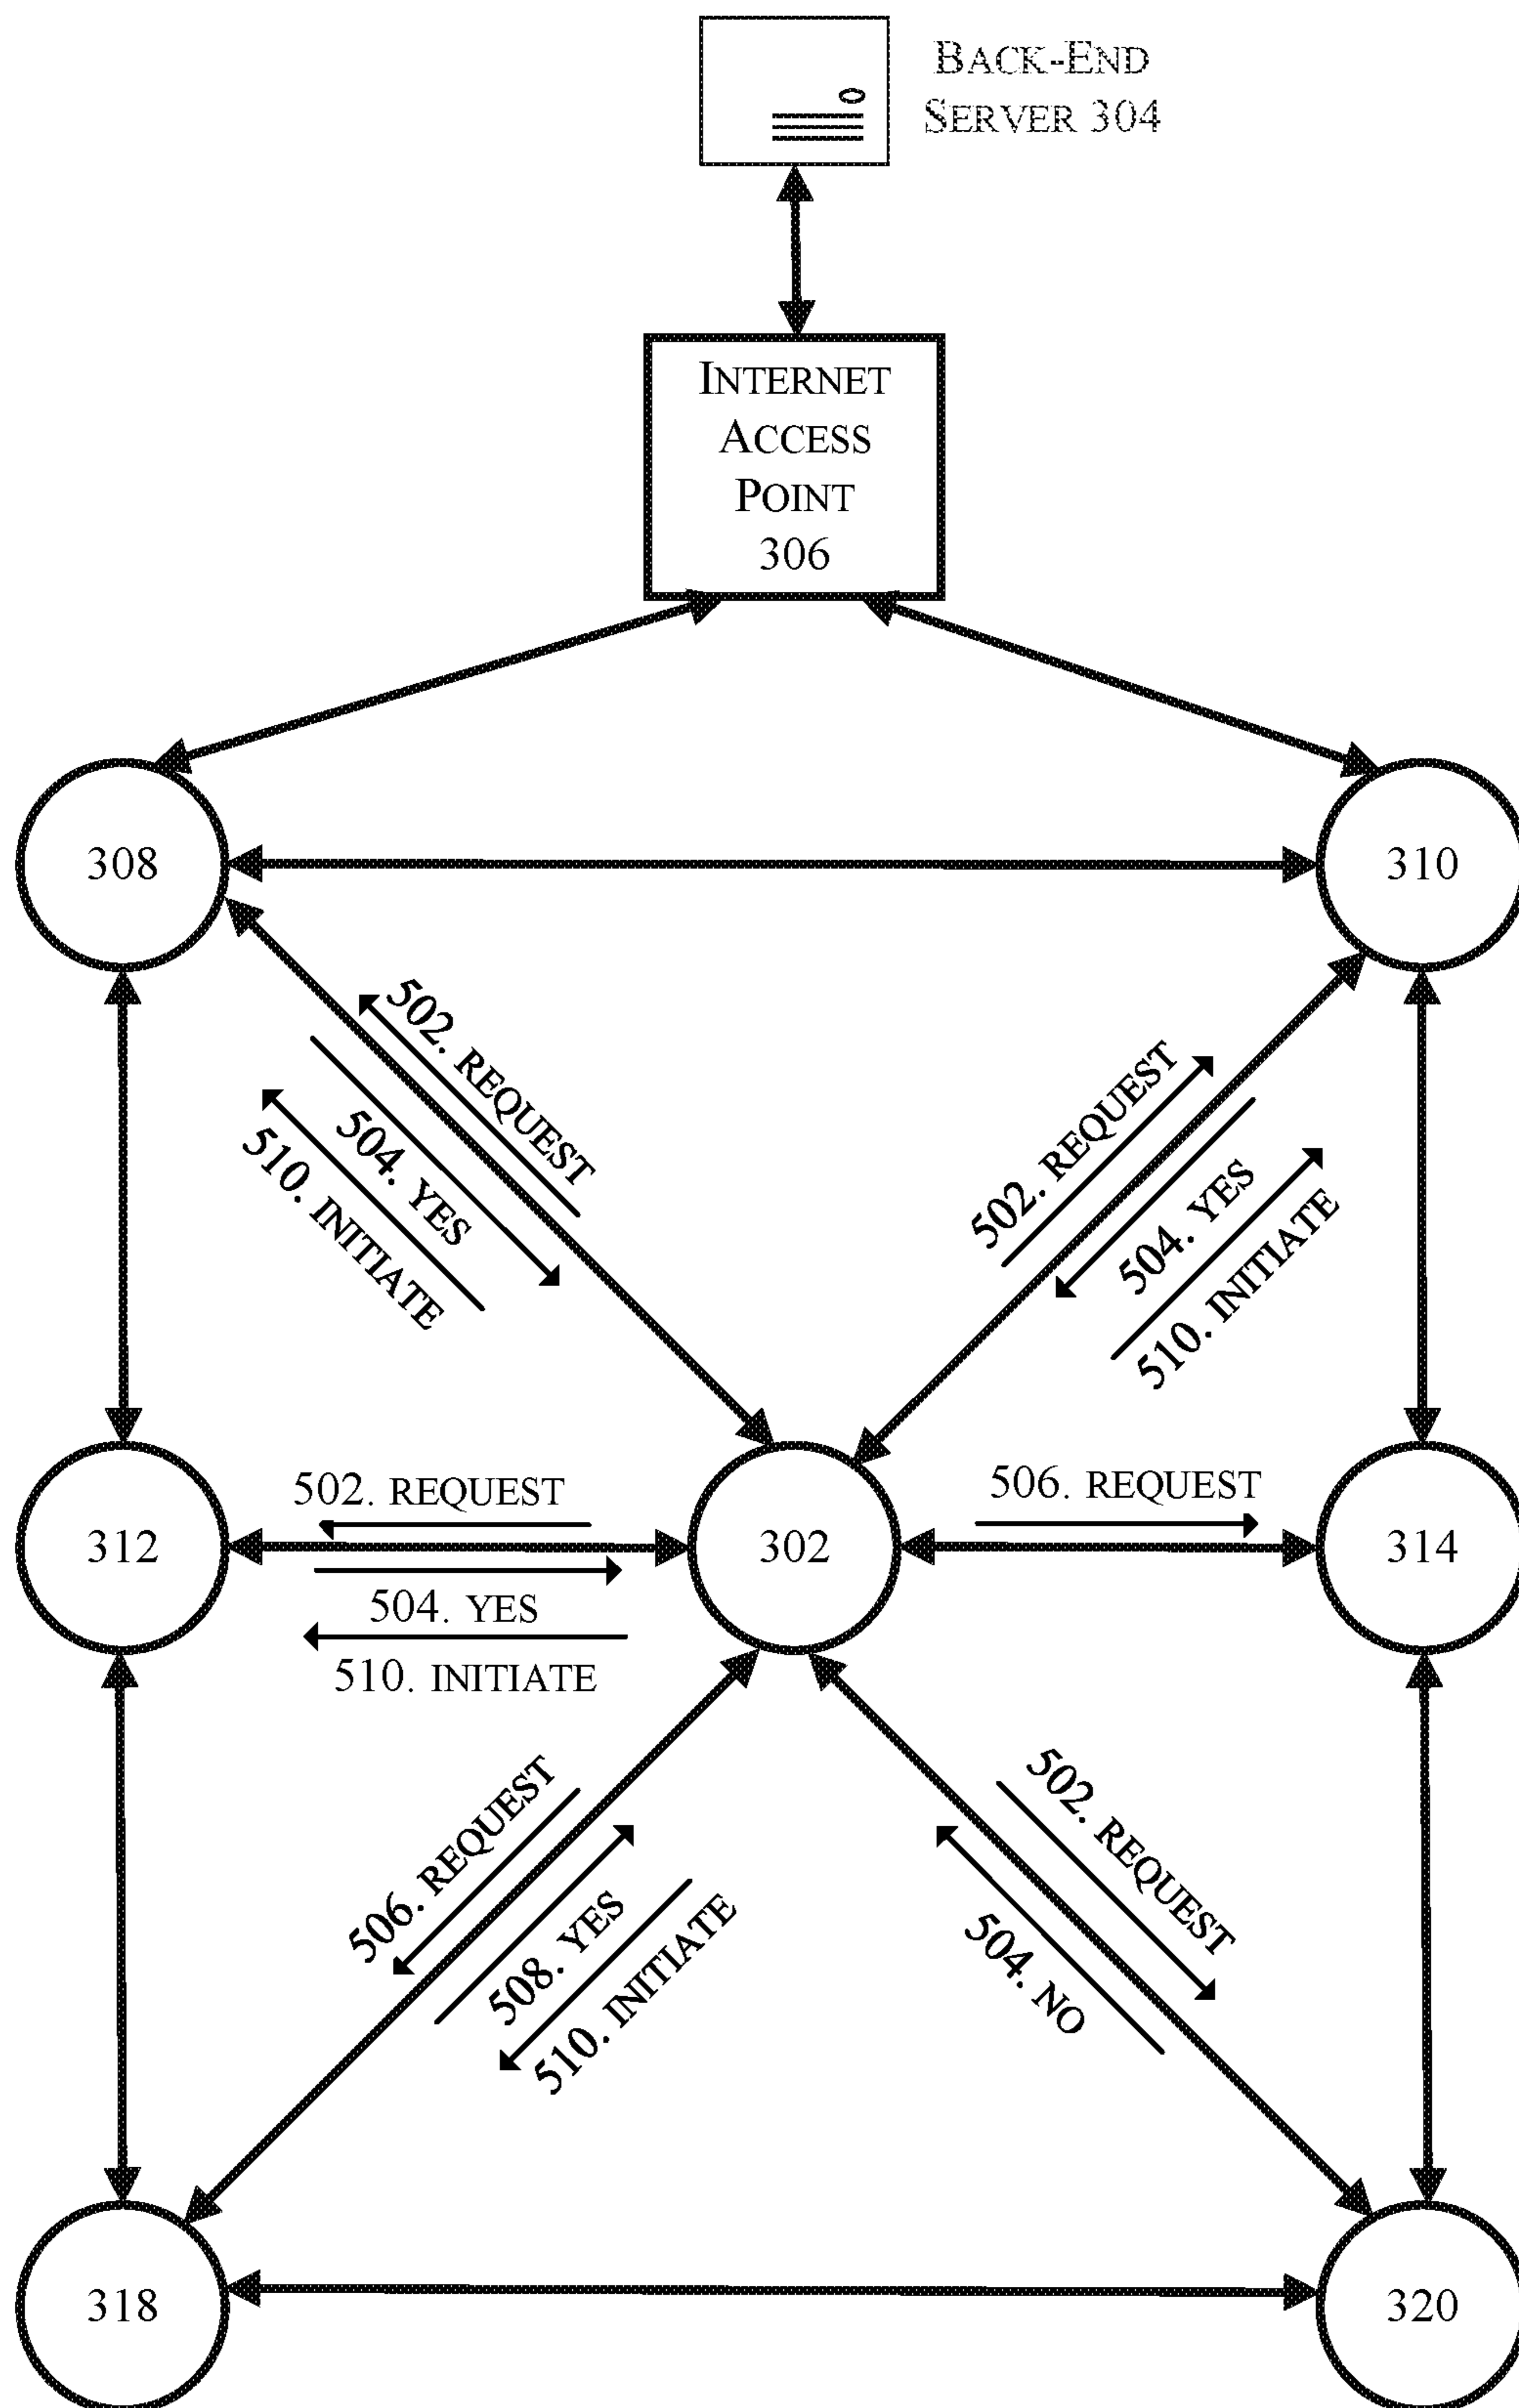 BACK-END
SERVER 304
INTERNET
ACCESS
POINT
306
308
310
502. REQUEST
504. YES
510. INITIATE
502. REQUEST
504. YES
510. INITIATE
312
502. REQUEST
504. YES
510. INITIATE
302
506. REQUEST
314
506. REQUEST
508. YES
510. INITIATE
502. REQUEST
504. NO
318
320